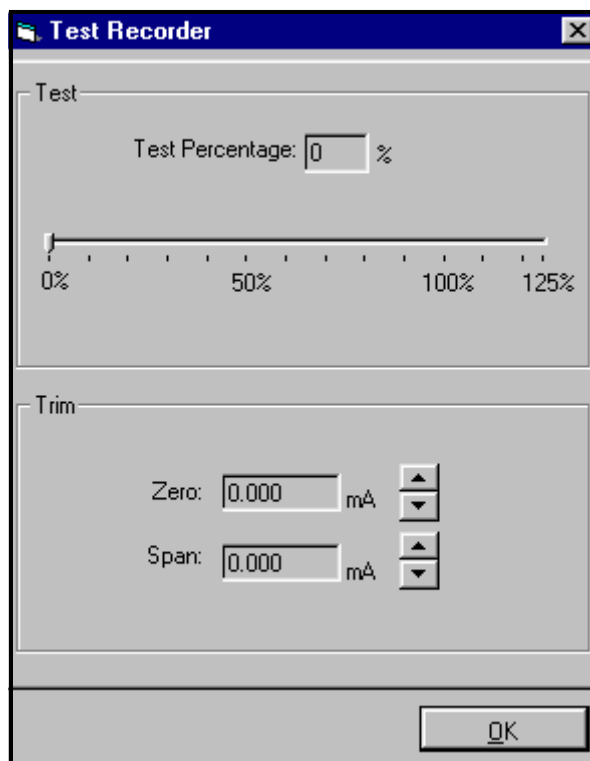 Test Recorder
Test
Test Percentage: 0 %
0% 50% 100% 125%
Trim
Zero: 0.000 mA
Span: 0.000 mA
OK